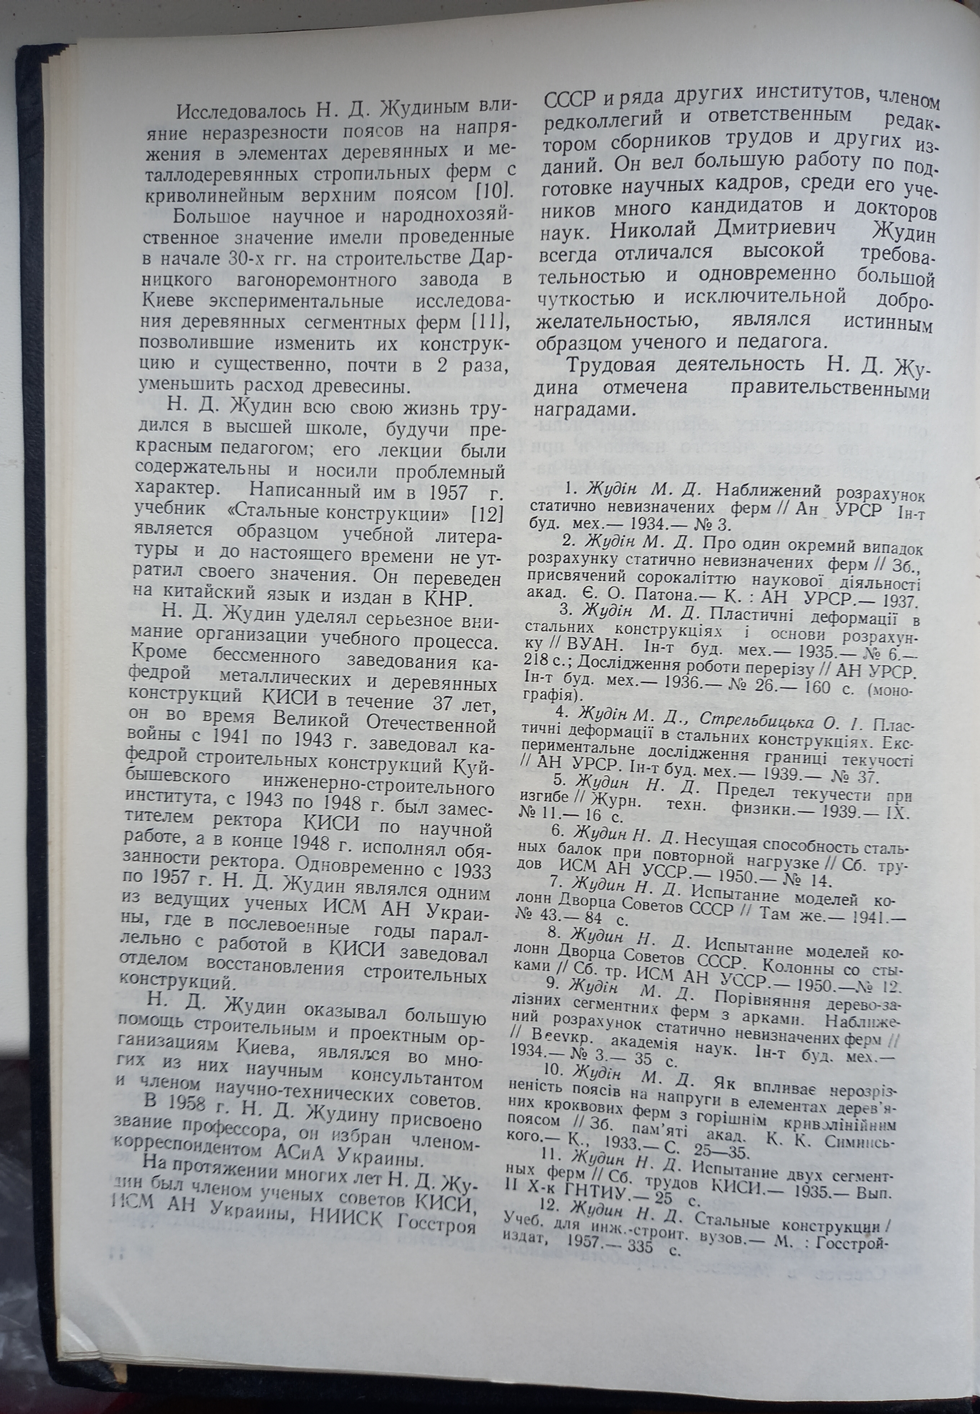 Исследовалось Н. Д. Жудиным вли-
яние неразрезности поясов на напря-
жения в элементах деревянных и ме-
таллодеревянных стропильных ферм с
криволинейным верхним поясом [10].
Большое научное и народнохозяй-
ственное значение имели проведенные
в начале 30-х гг. на строительстве Дар-
ницкого вагоноремонтного завода в
Киеве экспериментальные исследова-
ния деревянных сегментных ферм [11],
позволившие изменить их конструк-
цию и существенно, почти в 2 раза,
уменьшить расход древесины.
Н. Д. Жудин всю свою жизнь тру-
дился в высшей школе, будучи пре-
красным педагогом; его лекции были
содержательны и носили проблемный
характер. Написанный им в 1957 г.
учебник «Стальные конструкции» [12]
является образцом учебной литера-
туры и до настоящего времени не ут-
ратил своего значения. Он переведен
на китайский язык и издан в КНР.
Н. Д. Жудин уделял серьезное вни-
мание организации учебного процесса.
Кроме бессменного заведования ка-
федрой металлических и деревянных
конструкций КИСИ в течение 37 лет,
он во время Великой Отечественной
войны с 1941 по 1943 г. заведовал ка-
федрой строительных конструкций Куй-
бышевского инженерно-строительного
института, с 1943 по 1948 г. был замес-
тителем ректора КИСИ по научной
работе, а в конце 1948 г. исполнял обя-
занности ректора. Одновременно с 1933
по 1957 г. Н. Д. Жудин являлся одним
из ведущих ученых ИСМ АН Украи-
ны, где в послевоенные годы парал-
лельно с работой в КИСИ заведовал
отделом восстановления строительных
конструкций.
Н. Д. Жудин оказывал большую
помощь строительным и проектным ор-
ганизациям Киева, являлся во мно-
гих из них научным консультантом
и членом научно-технических советов.
В 1958 г. Н. Д. Жудину присвоено
звание профессора, он избран членом-
корреспондентом АСиА Украины.
На протяжении многих лет Н. Д. Жу-
дин был членом ученых советов КИСИ,
ИСМ АН Украины, НИИСК Госстроя
СССР и ряда других институтов, членом
редколлегий и ответственным редак-
тором сборников трудов и других из-
даний. Он вел большую работу по под-
готовке научных кадров, среди его уче-
ников много кандидатов и докторов
наук. Николай Дмитриевич Жудин
всегда отличался высокой требова-
тельностью и одновременно большой
чуткостью и исключительной добро-
желательностью, являлся истинным
образцом ученого и педагога.
Трудовая деятельность Н. Д. Жу-
дина отмечена правительственными
наградами.
1. Жудін М. Д. Наближений розрахунок
статично невизначених ферм // Ан УРСР Ін-т
буд. мех.— 1934.— № 3.
2. Жудін М. Д. Про один окремий випадок
розрахунку статично невизначених ферм // Зб.,
присвячений сорокаліттю наукової діяльності
акад. Є. О. Патона.— К. : АН УРСР.— 1937.
3. Жудін М. Д. Пластичні деформації в
стальних конструкціях і основи розрахун-
ку // ВУАН. Ін-т буд. мех.— 1935.— № 6.—
218 с.; Дослідження роботи перерізу // АН УРСР.
Ін-т буд. мех.— 1936.— № 26.— 160 с. (моно-
графія).
4. Жудін М. Д., Стрельбицька О. І. Плас-
тичні деформації в стальних конструкціях. Екс-
периментальне дослідження границі текучості
// АН УРСР. Ін-т буд. мех.— 1939.— № 37.
5. Жудин Н. Д. Предел текучести при
изгибе // Журн. техн. физики.— 1939.— IX.
№ 11.— 16 с.
6. Жудин Н. Д. Несущая способность сталь-
ных балок при повторной нагрузке // Сб. тру-
дов ИСМ АН УССР.— 1950.— № 14.
7. Жудин Н. Д. Испытание моделей ко-
лонн Дворца Советов СССР // Там же.— 1941.—
№ 43.— 84 с.
8. Жудин Н. Д. Испытание моделей ко-
лонн Дворца Советов СССР. Колонны со сты-
ками // Сб. тр. ИСМ АН УССР.— 1950.—№ 12.
9. Жудін М. Д. Порівняння дерево-за-
лізних сегментних ферм з арками. Наближе-
ний розрахунок статично невизначених ферм //
// Всеукр. академія наук. Ін-т буд. мех.—
1934.— № 3.— 35 с.
10. Жудін М. Д. Як впливає нерозріз-
неність поясів на напруги в елементах дерев'я-
них кроквових ферм з горішнім криволінійним
поясом // Зб. пам'яті акад. К. К. Симинсь-
кого.— К., 1933.— С. 25—35.
11. Жудин Н. Д. Испытание двух сегмент-
ных ферм // Сб. трудов КИСИ.— 1935.— Вып.
II Х-к ГНТИУ.— 25 с.
12. Жудин Н. Д. Стальные конструкции /
Учеб. для инж.-строит. вузов.— М. : Госстрой-
издат, 1957.— 335 с.